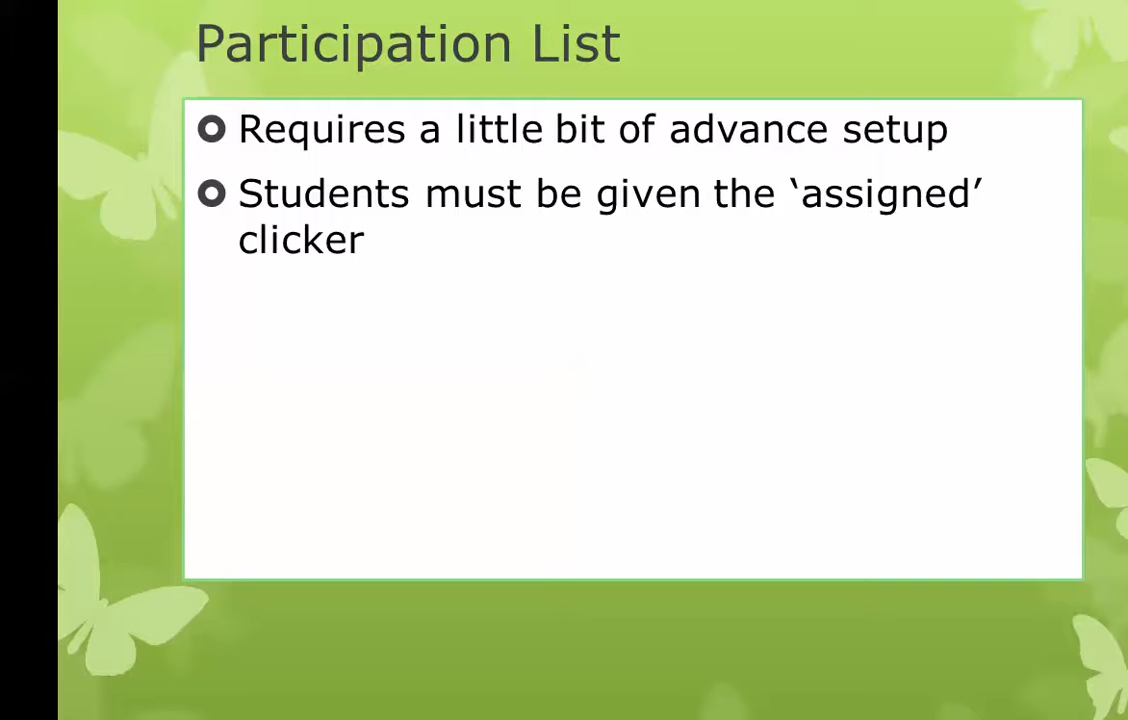 Participation List
Requires a little bit of advance setup
Students must be given the ‘assigned’
clicker